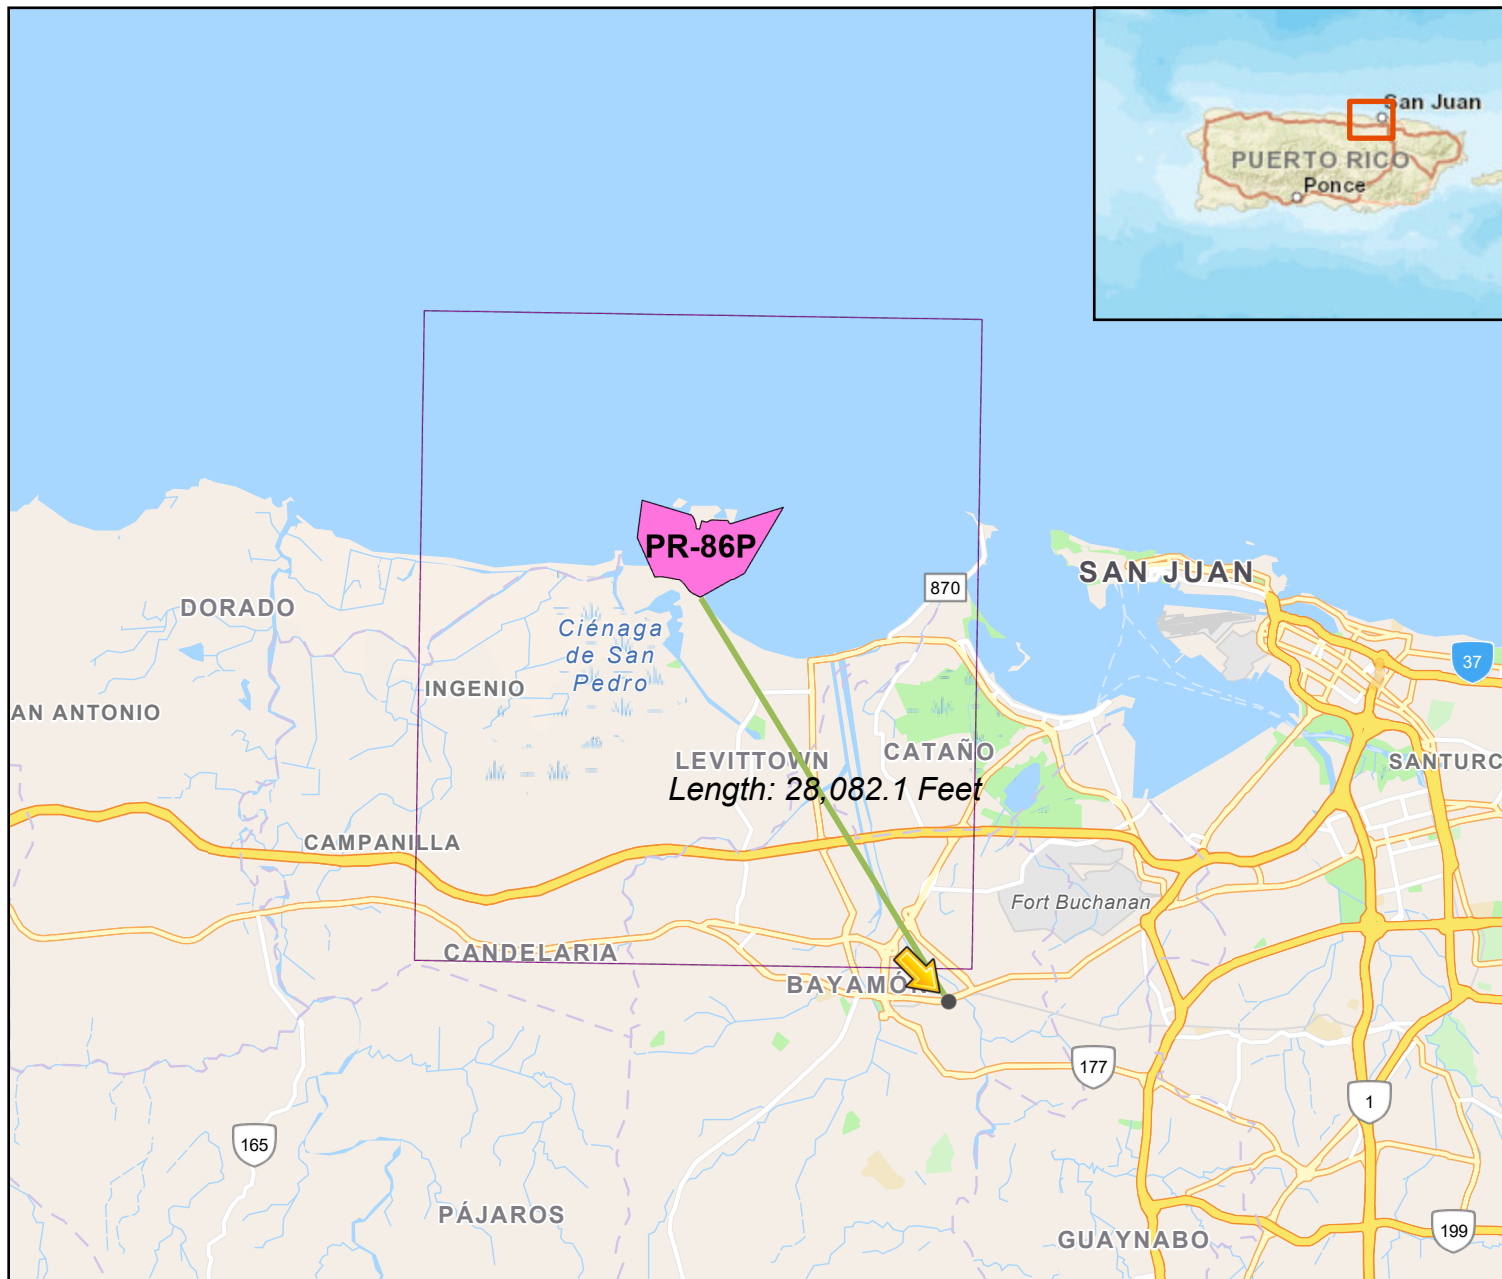 San Juan
PUERTO RICO
Ponce
PR-86P
870
SAN JUAN
DORADO
Ciénaga
de San
Pedro
37
INGENIO
AN ANTONIO
LEVITTOWN
CATAÑO
SANTURC
Length: 28,082.1 Feet
CAMPANILLA
Fort Buchanan
CANDELARIA
BAYAMÓN
177
1
165
PÁJAROS
GUAYNABO
199